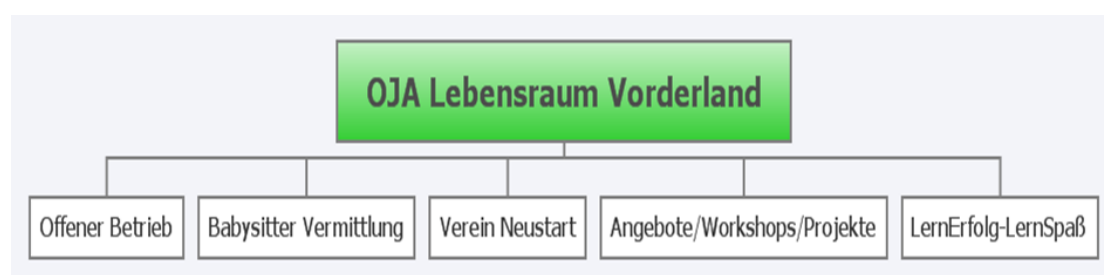 OJA Lebensraum Vorderland
Offener Betrieb
Babysitter Vermittlung
Verein Neustart
Angebote/Workshops/Projekte
LernErfolg-LernSpaß